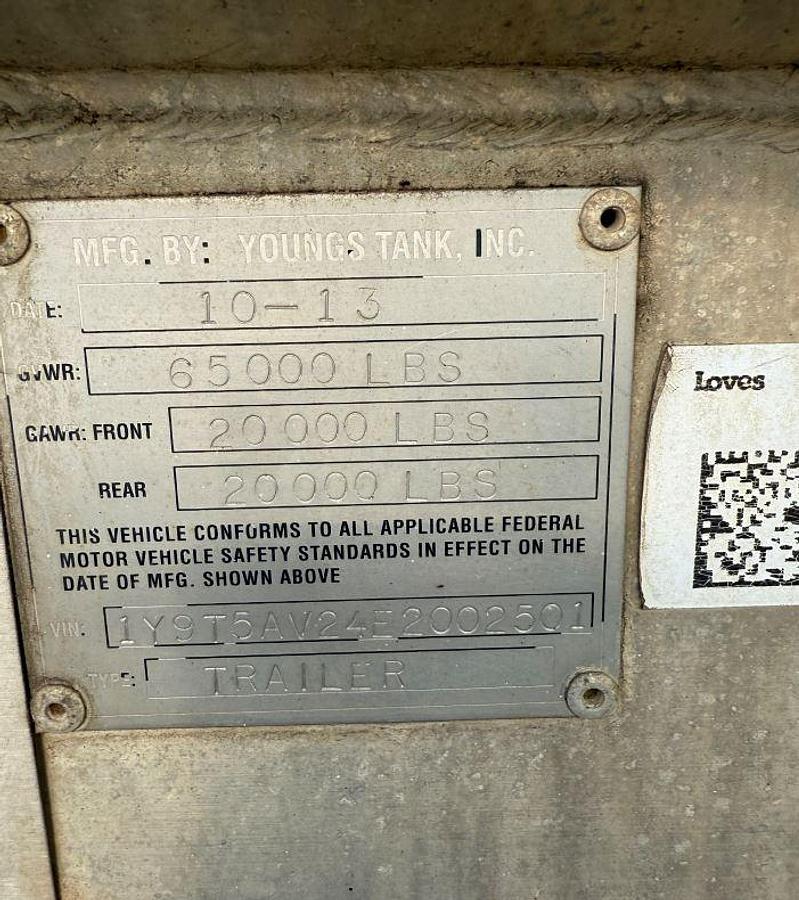 MFG. BY: YOUNGS TANK, INC.
DATE: 10-13
GVWR: 65000 LBS
GAWR: FRONT 20000 LBS
REAR 20000 LBS
THIS VEHICLE CONFORMS TO ALL APPLICABLE FEDERAL
MOTOR VEHICLE SAFETY STANDARDS IN EFFECT ON THE
DATE OF MFG. SHOWN ABOVE
VIN: 1Y9T5AV24E2002501
TYPE: TRAILER
Loves